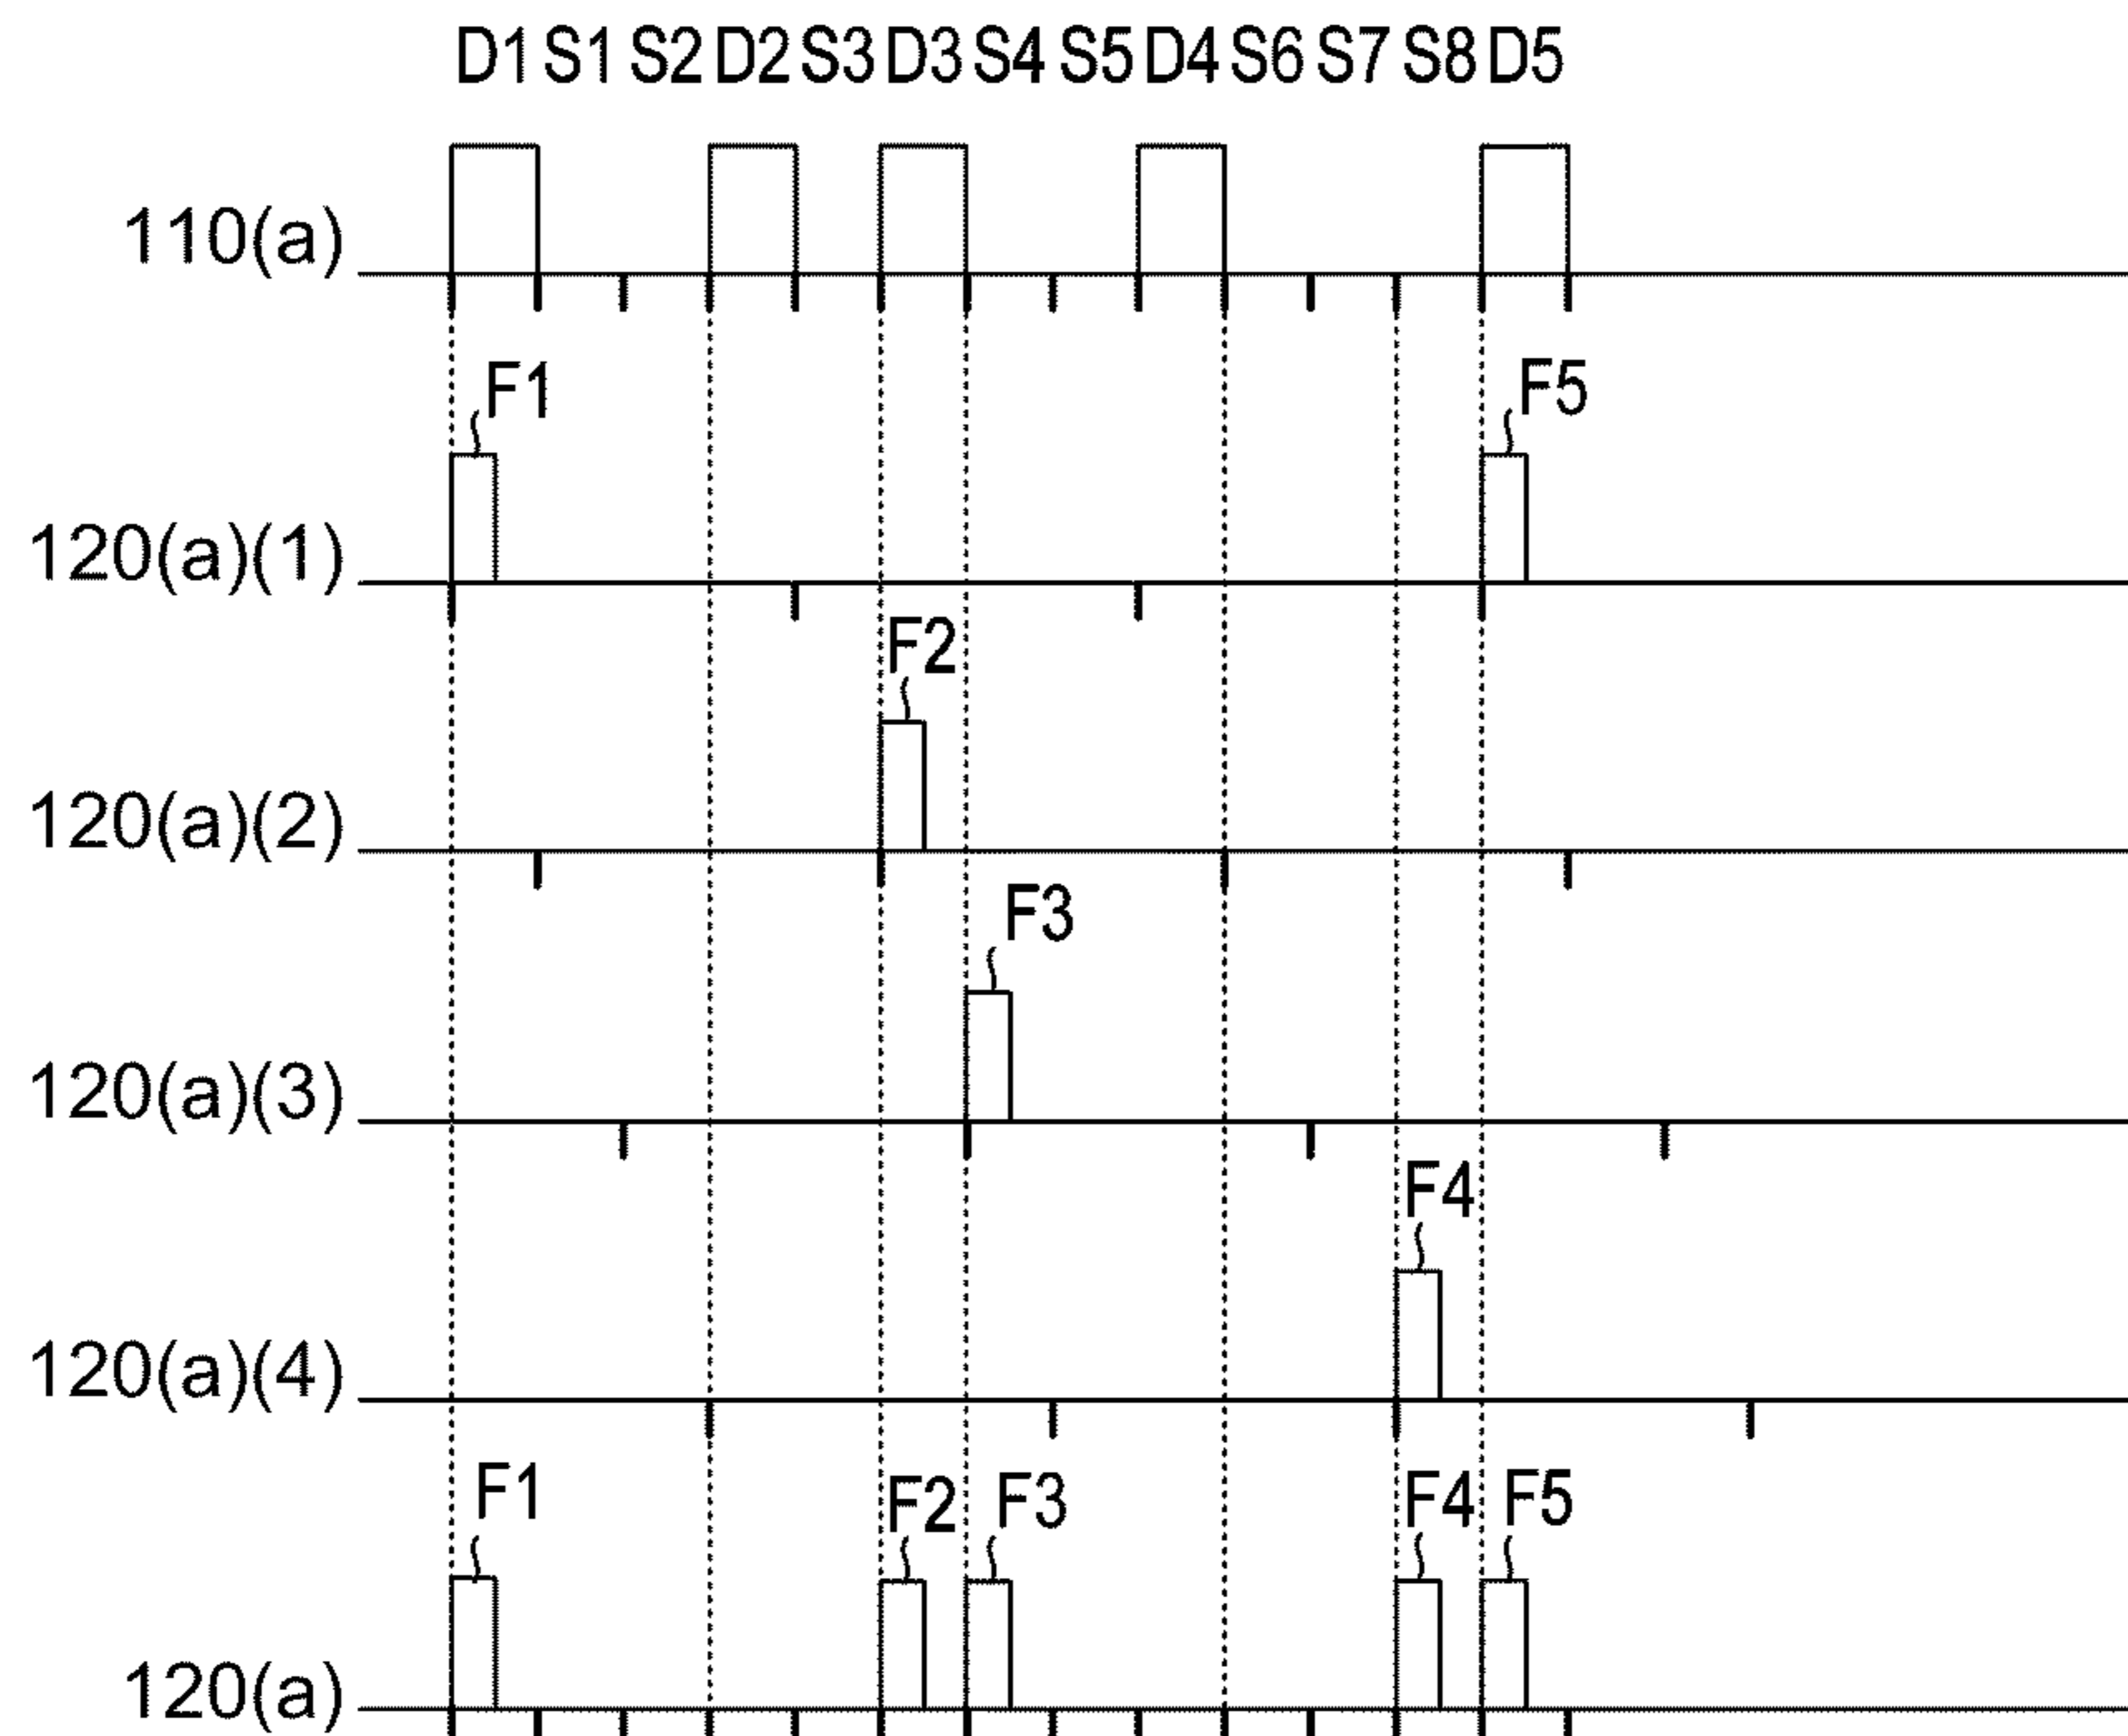 D1 S1 S2 D2 S3 D3 S4 S5 D4 S6 S7 S8 D5
110(a)
F1 F5
120(a)(1)
F2
120(a)(2)
F3
120(a)(3)
F4
120(a)(4)
F1 F2 F3 F4 F5
120(a)